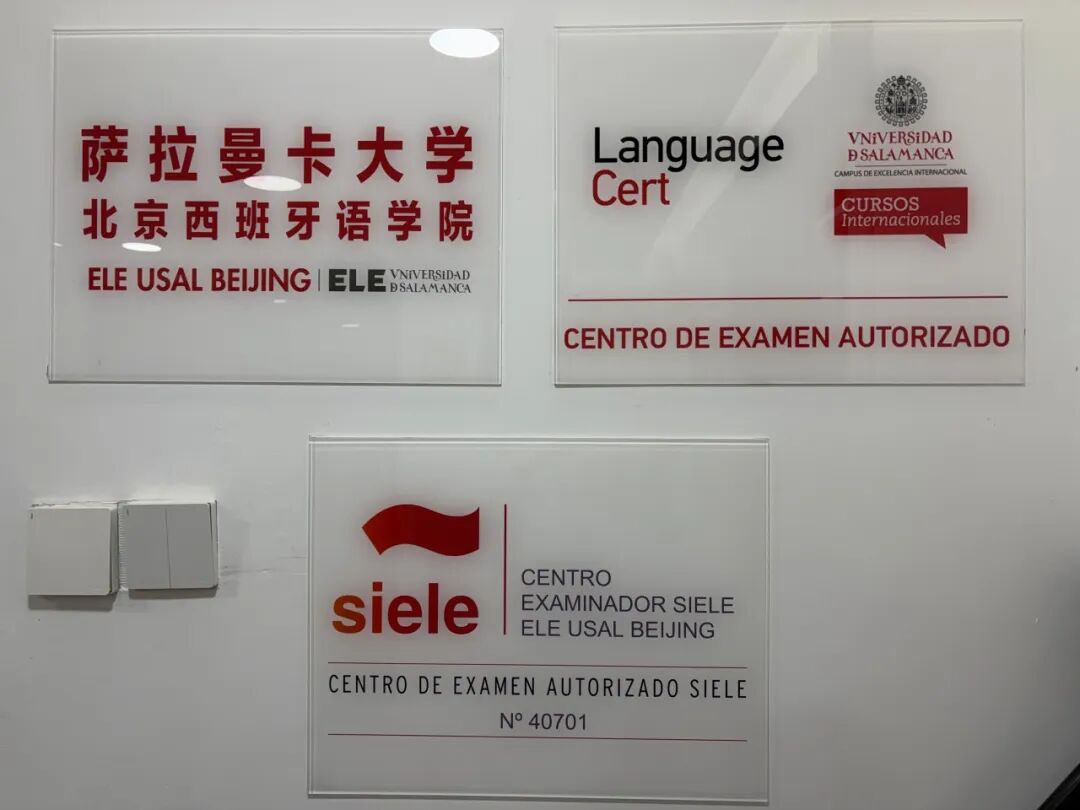 萨拉曼卡大学
北京西班牙语学院
ELE USAL BEIJING | ELE VNiVERSiDAD D SALAMANCA
Language
Cert
VNiVERSiDAD
D SALAMANCA
CAMPUS DE EXCELENCIA INTERNACIONAL
CURSOS
Internacionales
CENTRO DE EXAMEN AUTORIZADO
siele
CENTRO
EXAMINADOR SIELE
ELE USAL BEIJING
CENTRO DE EXAMEN AUTORIZADO SIELE
Nº 40701